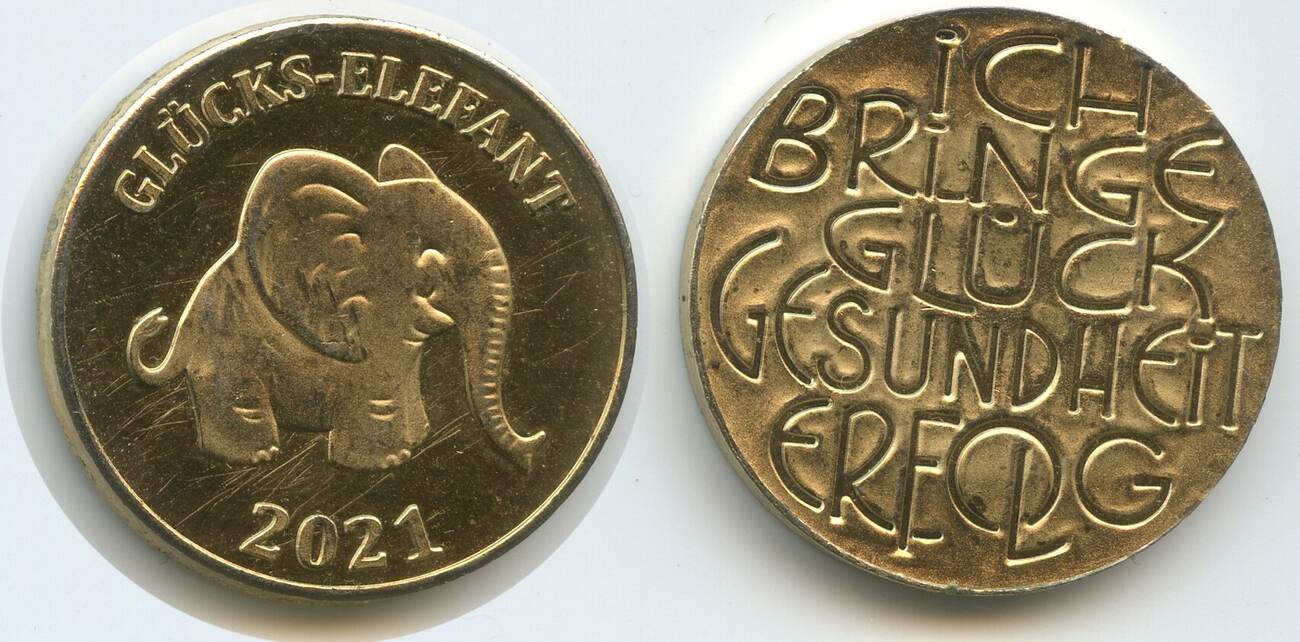 GLÜCKS-ELEFANT
2021
iCH
BRiNGE
GLÜCK
GESUNDHEiT
ERFOLG